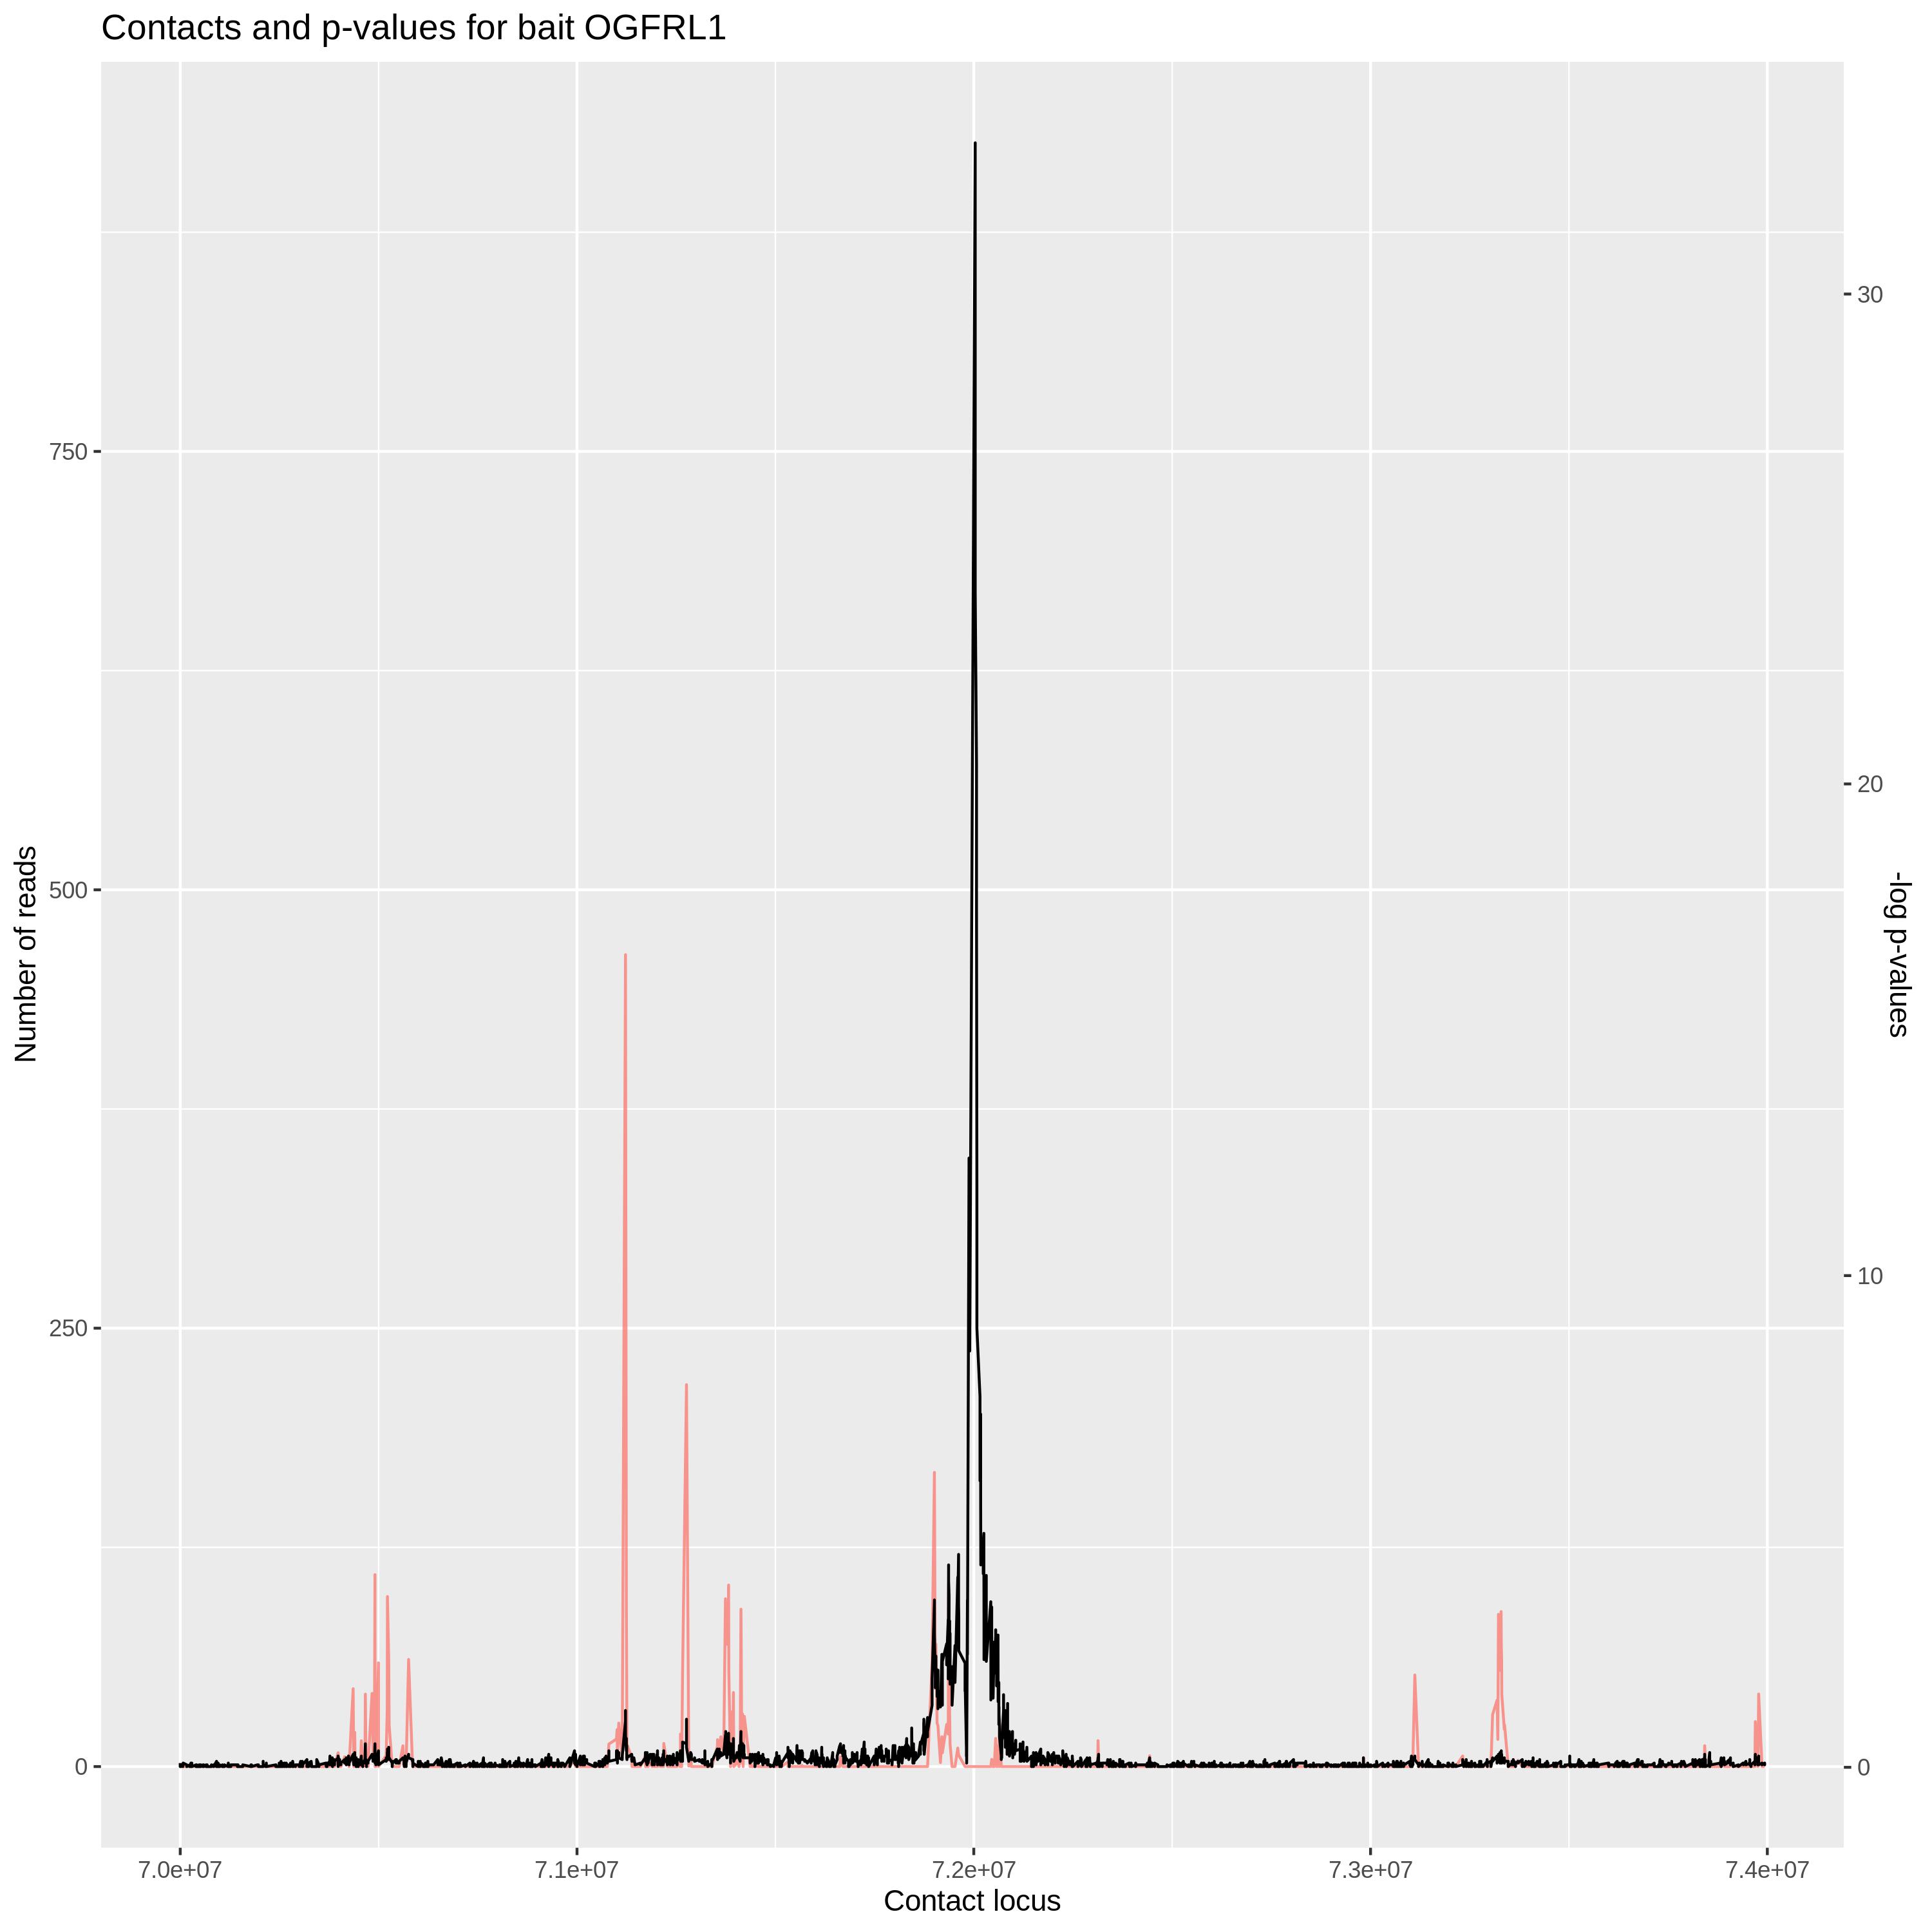 Contacts and p-values for bait OGFRL1
750
500
250
0
Number of reads
30
20
10
0
-log p-values
7.0e+07
7.1e+07
7.2e+07
7.3e+07
7.4e+07
Contact locus